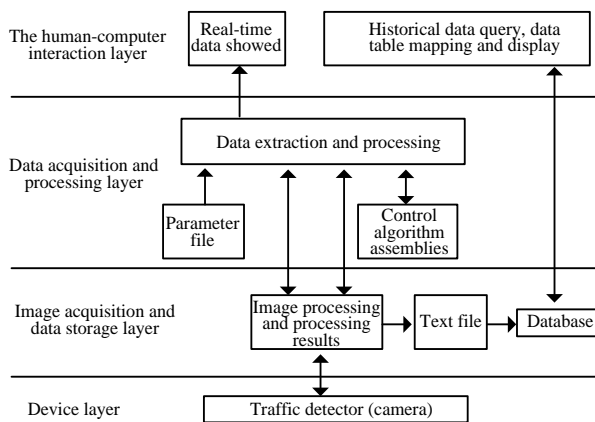 The human-computer
interaction layer
Real-time
data showed
Historical data query, data
table mapping and display
Data acquisition and
processing layer
Data extraction and processing
Parameter
file
Control
algorithm
assemblies
Image acquisition and
data storage layer
Image processing
and processing
results
Text file
Database
Device layer
Traffic detector (camera)